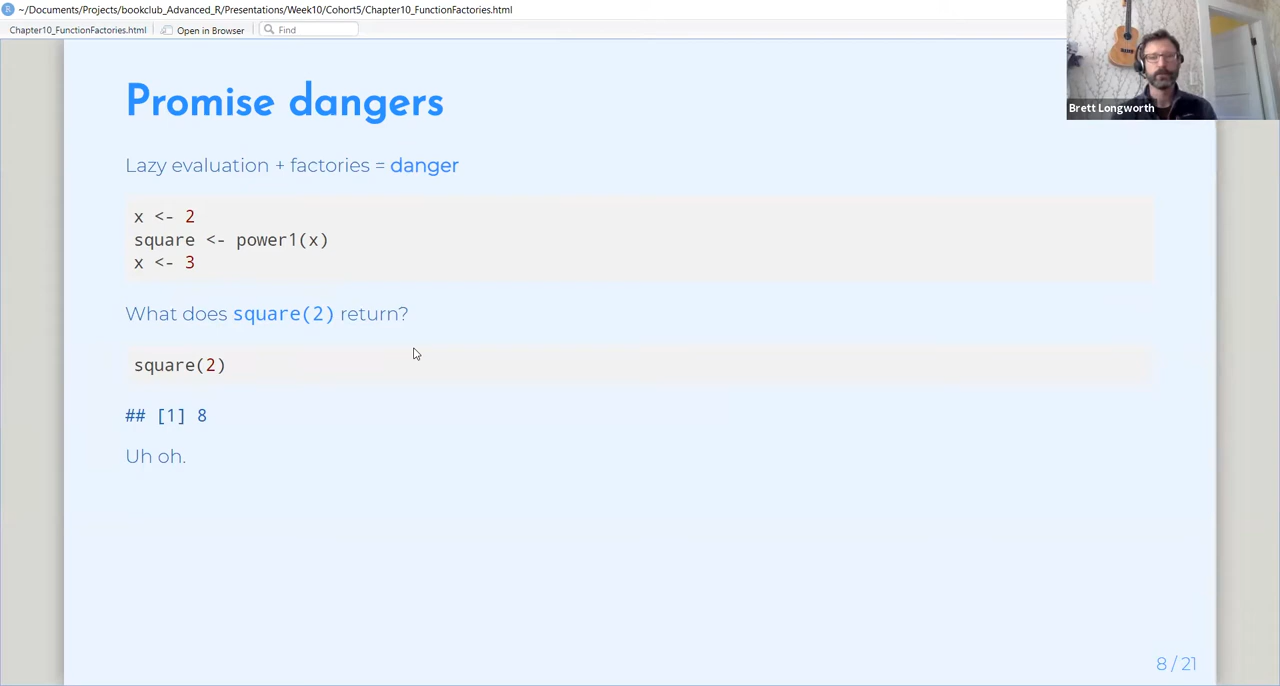 ~/Documents/Projects/bookclub_Advanced_R/Presentations/Week10/Cohort5/Chapter10_FunctionFactories.html
Chapter10_FunctionFactories.html Open in Browser Find
Brett Longworth
Promise dangers
Lazy evaluation + factories = danger
x <- 2
square <- power1(x)
x <- 3
What does square(2) return?
square(2)
## [1] 8
Uh oh.
8 / 21